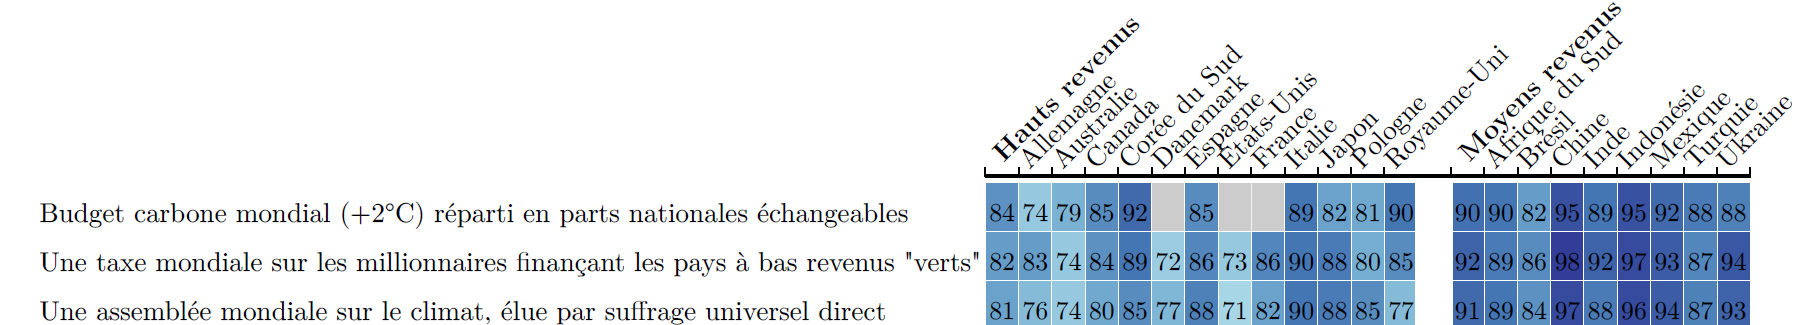 Hauts revenus
Allemagne
Australie
Canada
Corée du Sud
Danemark
Espagne
États-Unis
France
Italie
Japon
Pologne
Royaume-Uni
Moyens revenus
Afrique du Sud
Brésil
Chine
Inde
Indonésie
Mexique
Turquie
Ukraine
Budget carbone mondial (+2°C) réparti en parts nationales échangeables 84 74 79 85 92 85 89 82 81 90 90 90 82 95 89 95 92 88 88
Une taxe mondiale sur les millionnaires finançant les pays à bas revenus "verts" 82 83 74 84 89 72 86 73 86 90 88 80 85 92 89 86 98 92 97 93 87 94
Une assemblée mondiale sur le climat, élue par suffrage universel direct 81 76 74 80 85 77 88 71 82 90 88 85 77 91 89 84 97 88 96 94 87 93